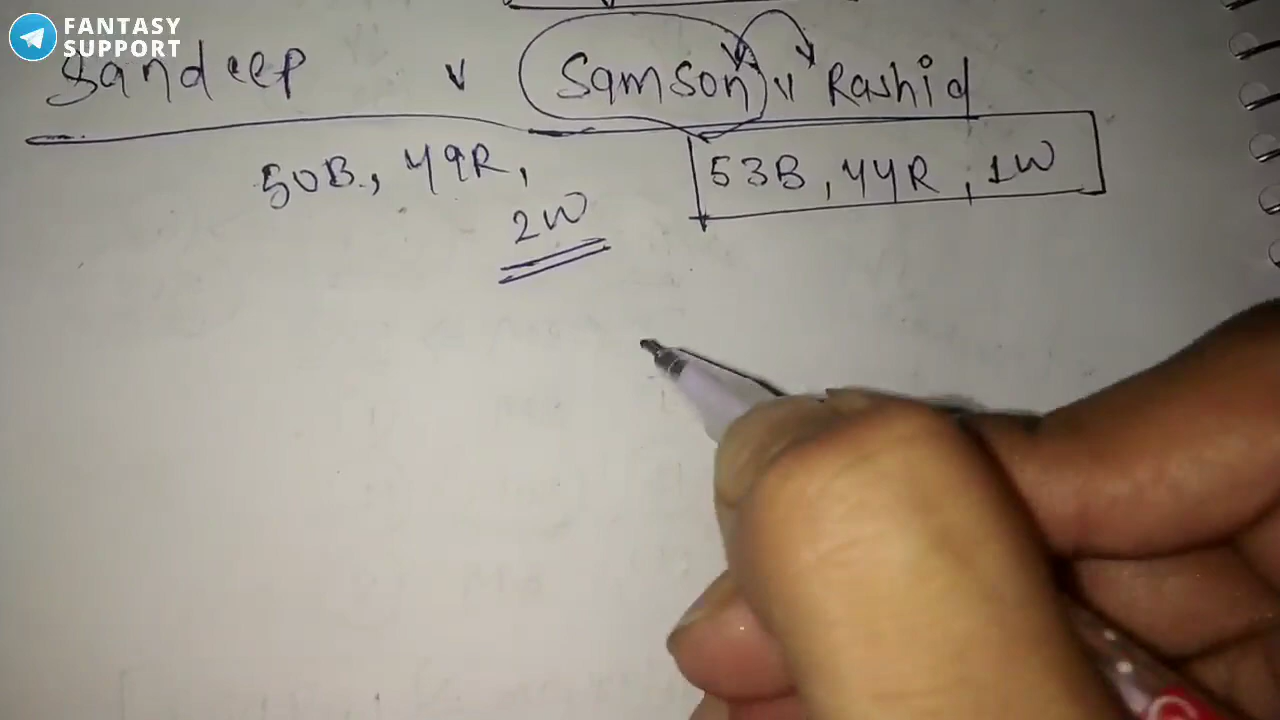 FANTASY
SUPPORT
Sandeep v Samson v Rashid
50B, 49R, 53B, 44R, 1W
2W